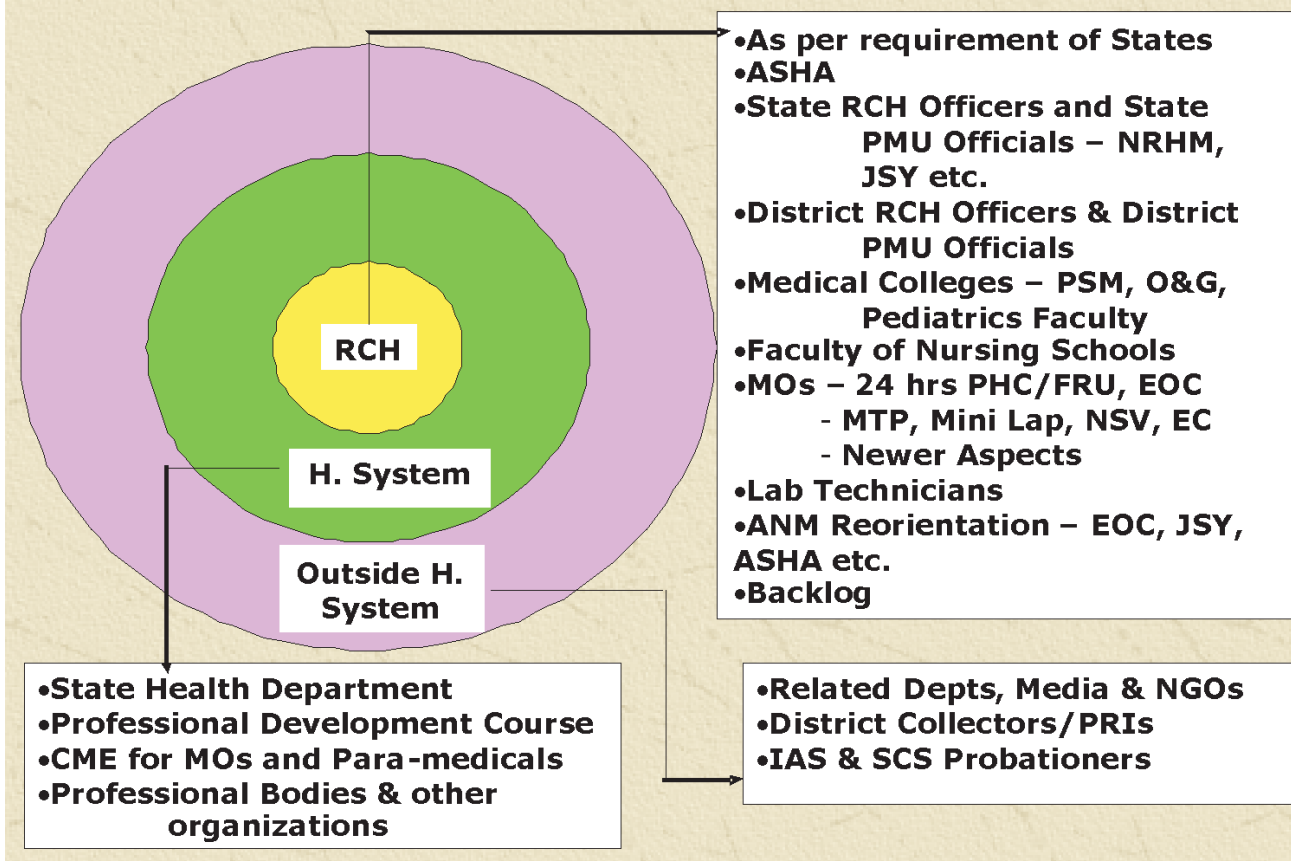 •As per requirement of States
•ASHA
•State RCH Officers and State
PMU Officials – NRHM,
JSY etc.
•District RCH Officers & District
PMU Officials
•Medical Colleges – PSM, O&G,
Pediatrics Faculty
•Faculty of Nursing Schools
•MOs – 24 hrs PHC/FRU, EOC
- MTP, Mini Lap, NSV, EC
- Newer Aspects
•Lab Technicians
•ANM Reorientation – EOC, JSY,
ASHA etc.
•Backlog
RCH
H. System
Outside H.
System
•State Health Department
•Professional Development Course
•CME for MOs and Para-medicals
•Professional Bodies & other
organizations
•Related Depts, Media & NGOs
•District Collectors/PRIs
•IAS & SCS Probationers